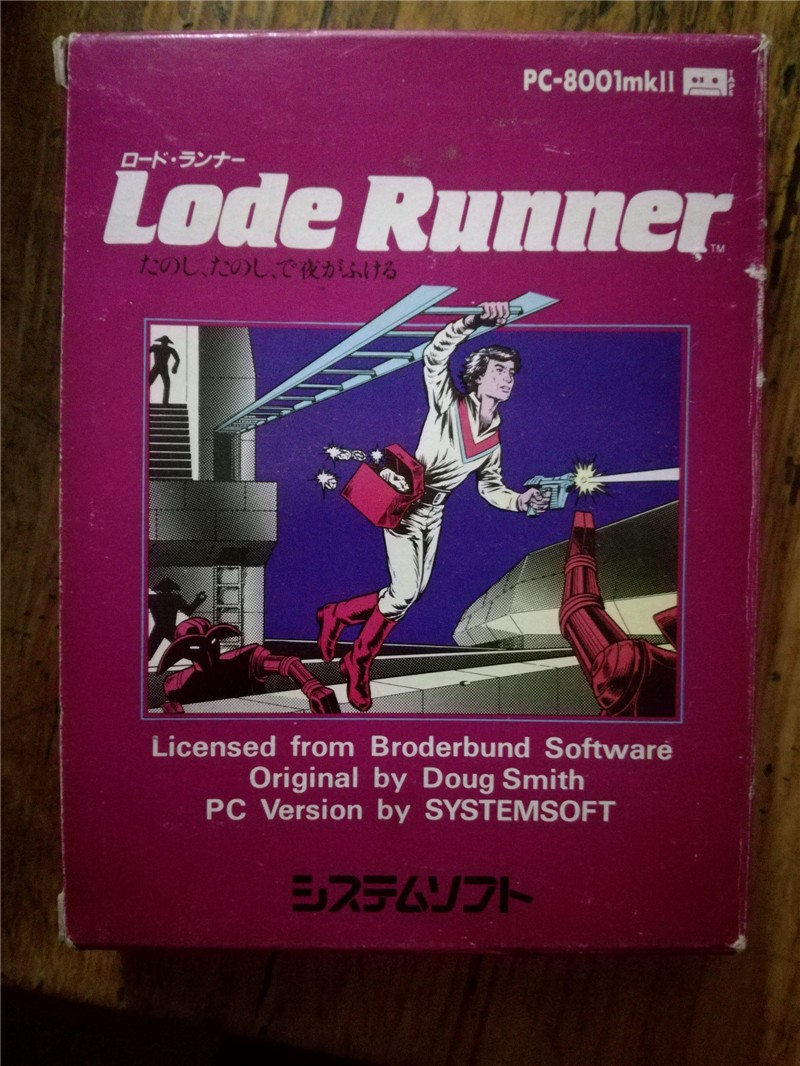 PC-8001mkII TAPE
ロード・ランナー
Lode Runner™
たのし、たのし、で夜がふける
Licensed from Broderbund Software
Original by Doug Smith
PC Version by SYSTEMSOFT
システムソフト